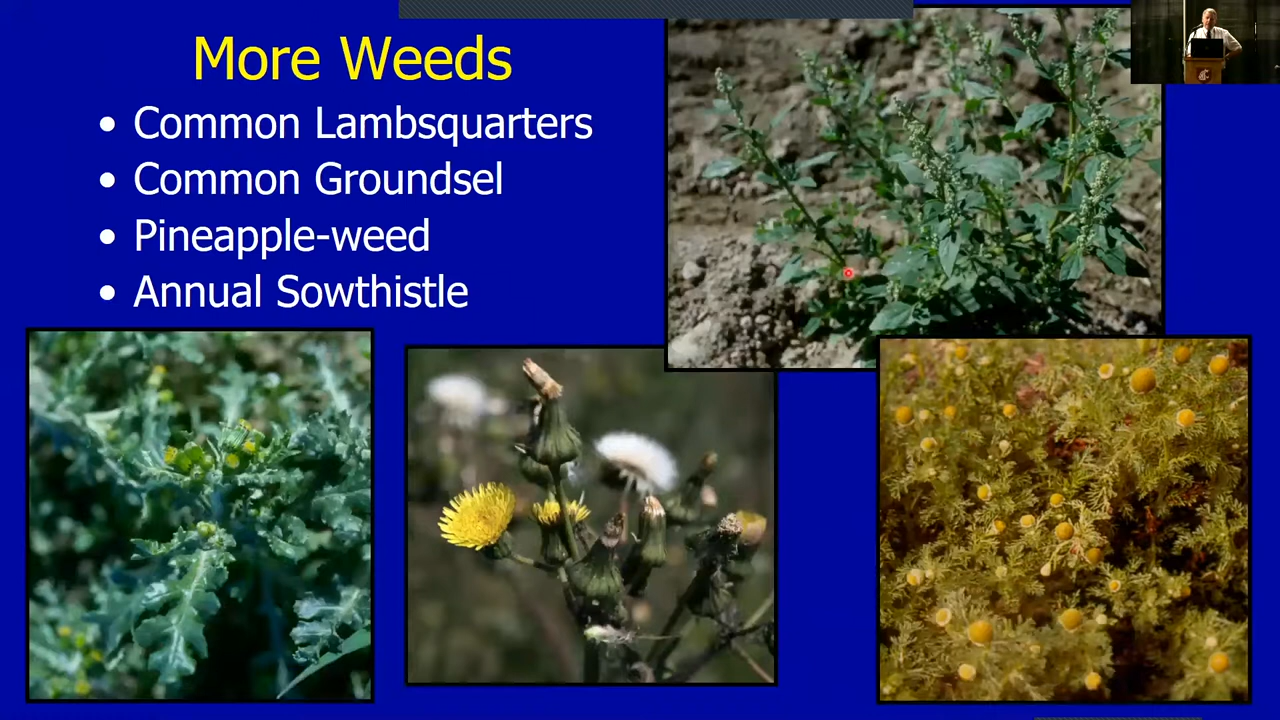 More Weeds
• Common Lambsquarters
• Common Groundsel
• Pineapple-weed
• Annual Sowthistle